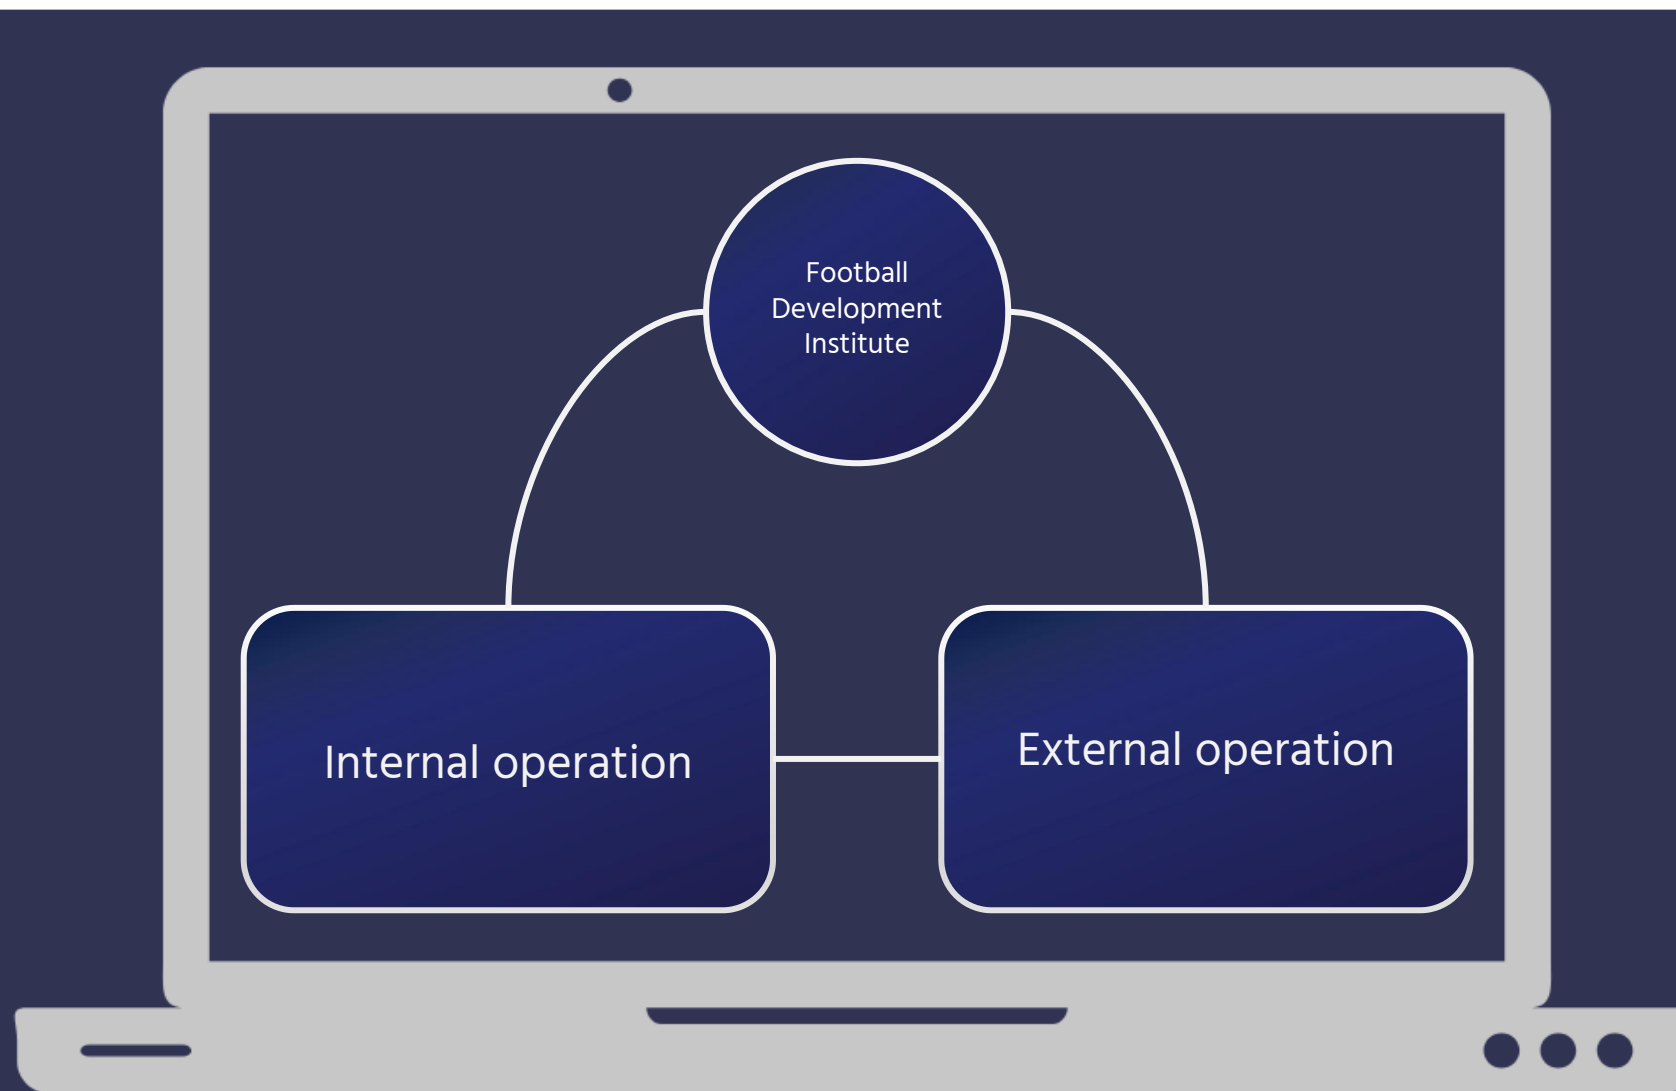 Football
Development
Institute
Internal operation
External operation